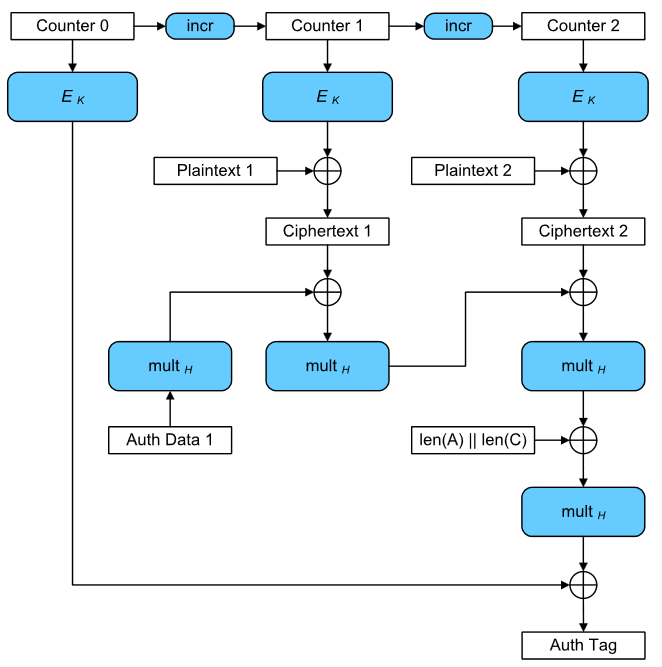 Counter 0
incr
Counter 1
incr
Counter 2
E K
E K
E K
Plaintext 1
Plaintext 2
Ciphertext 1
Ciphertext 2
mult H
mult H
mult H
Auth Data 1
len(A) || len(C)
mult H
Auth Tag